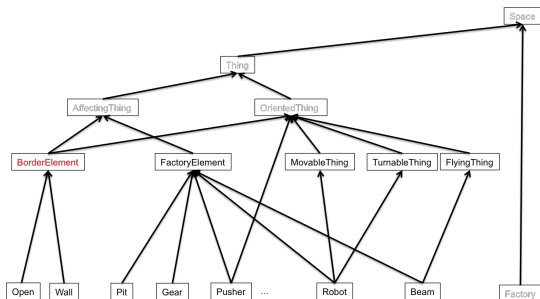 Space
Thing
AffectingThing OrientedThing
BorderElement FactoryElement MovableThing TurnableThing FlyingThing
Open Wall Pit Gear Pusher ... Robot Beam Factory